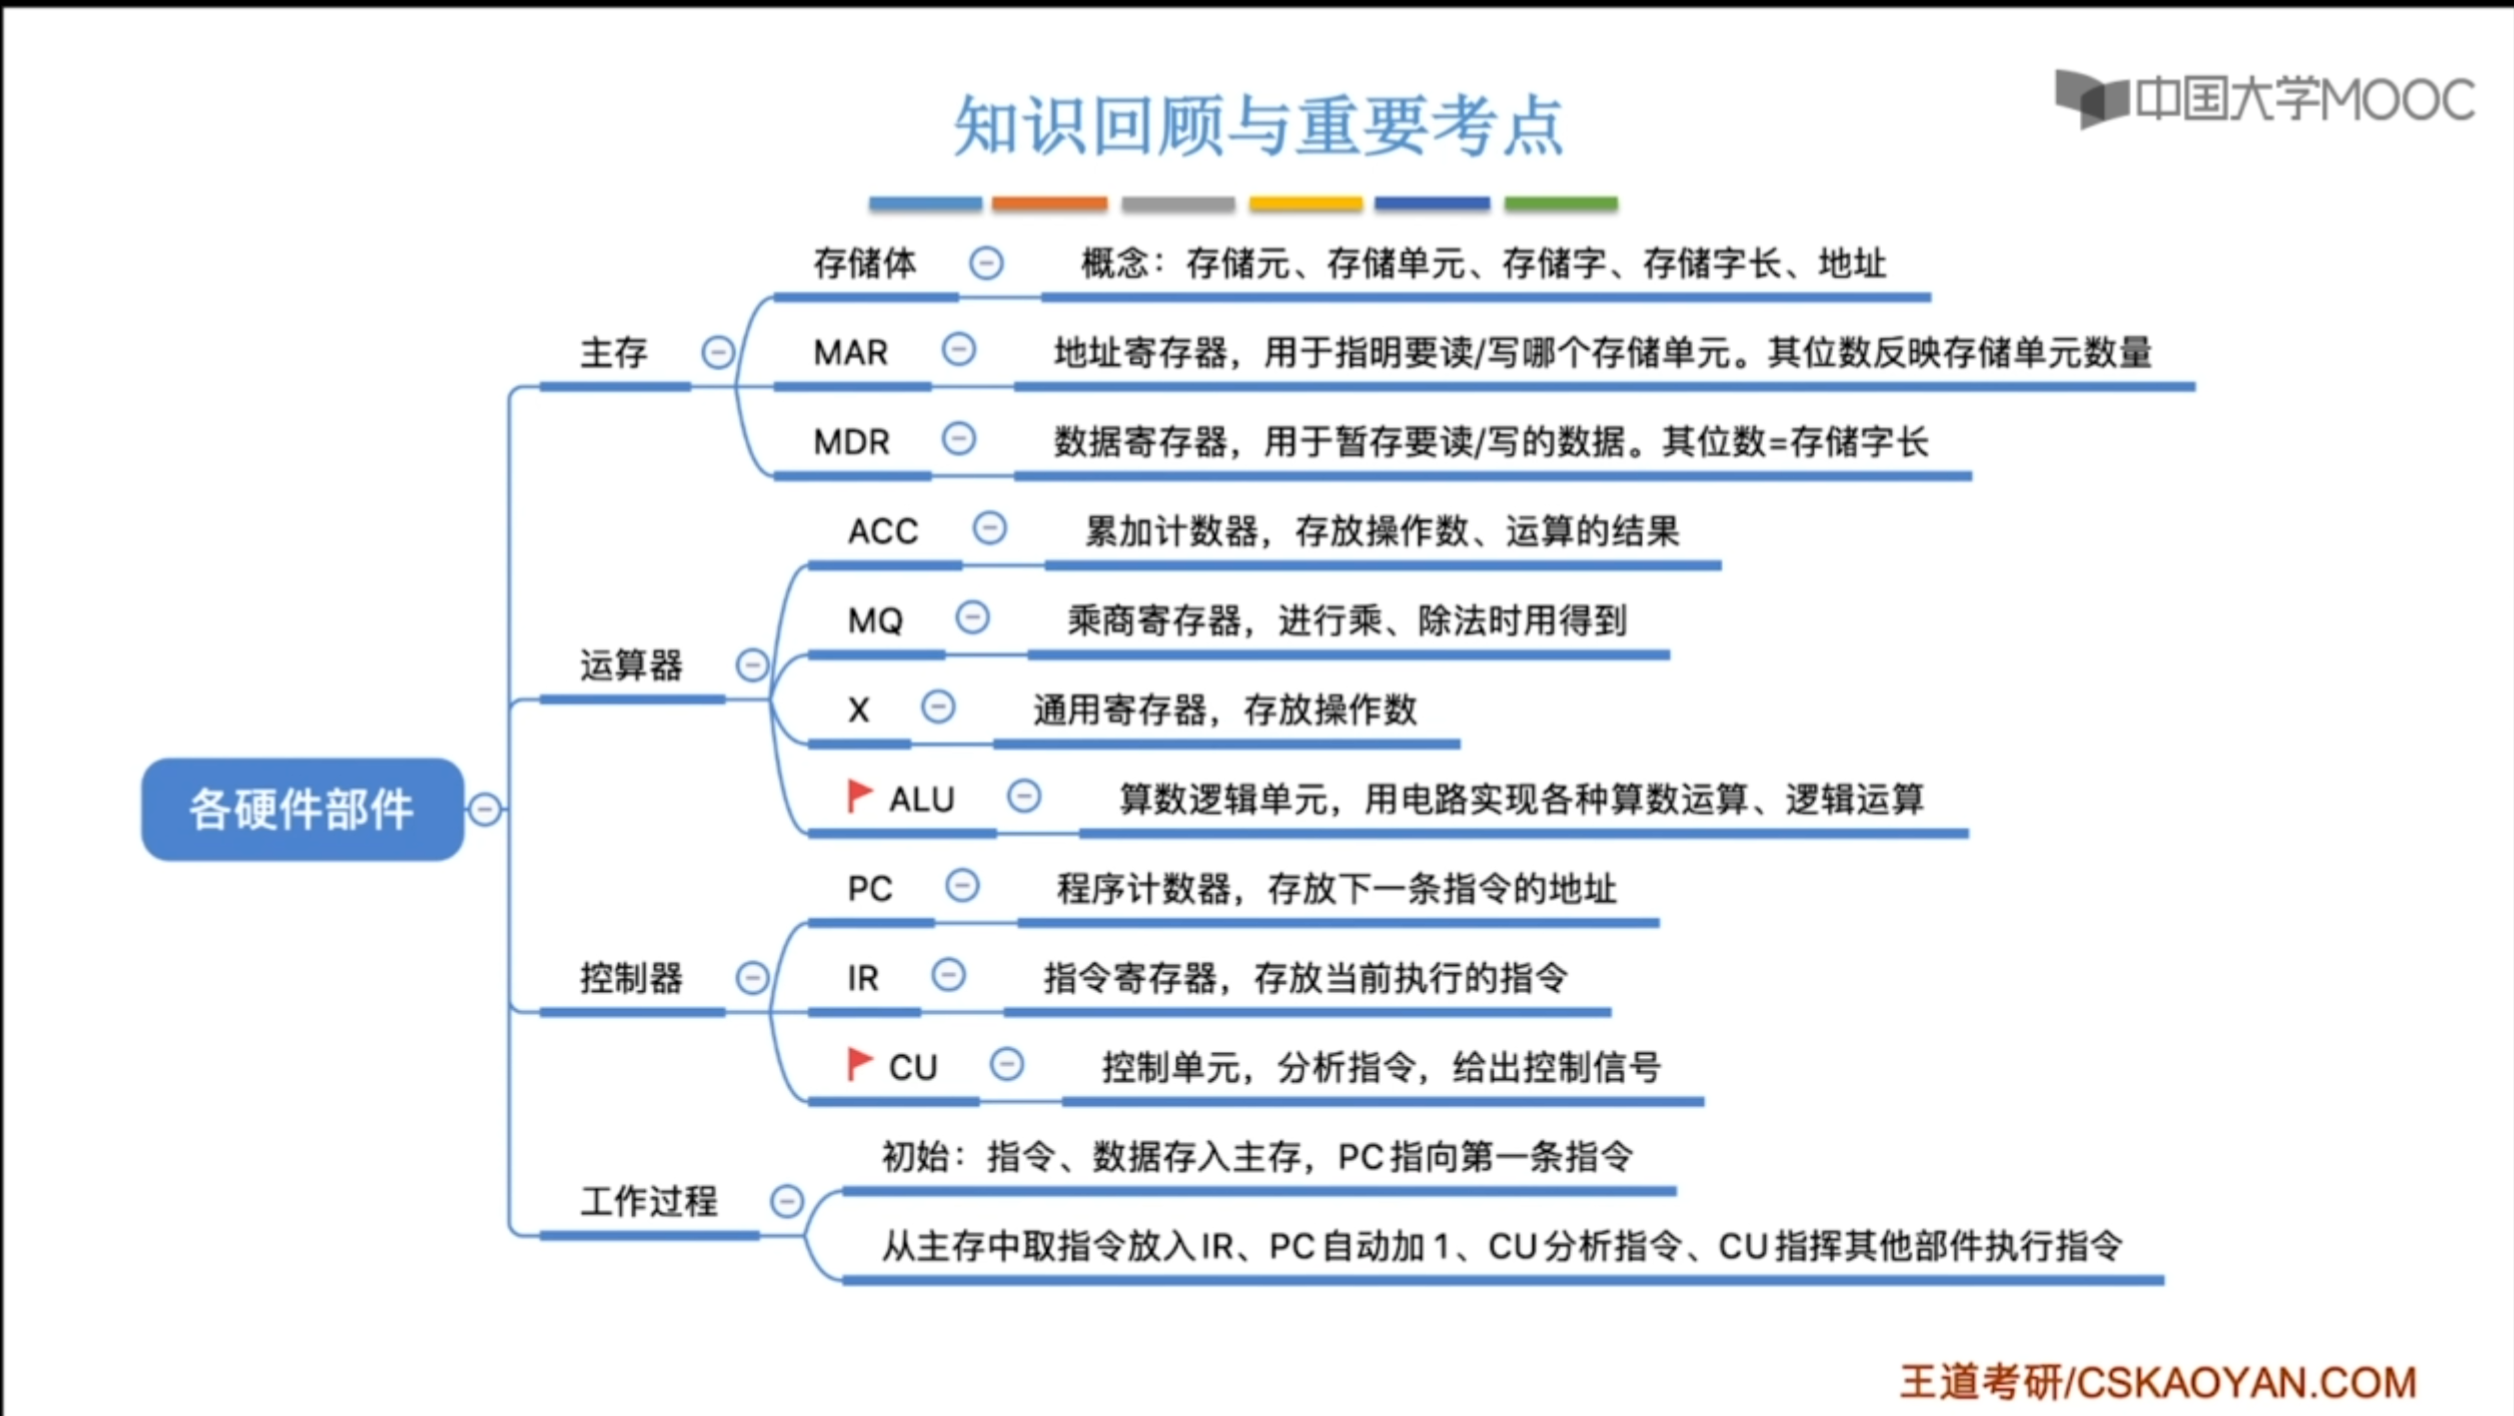 中国大学MOOC
知识回顾与重要考点
各硬件部件
主存
存储体
概念：存储元、存储单元、存储字、存储字长、地址
MAR
地址寄存器，用于指明要读/写哪个存储单元。其位数反映存储单元数量
MDR
数据寄存器，用于暂存要读/写的数据。其位数=存储字长
运算器
ACC
累加计数器，存放操作数、运算的结果
MQ
乘商寄存器，进行乘、除法时用得到
X
通用寄存器，存放操作数
ALU
算数逻辑单元，用电路实现各种算数运算、逻辑运算
控制器
PC
程序计数器，存放下一条指令的地址
IR
指令寄存器，存放当前执行的指令
CU
控制单元，分析指令，给出控制信号
工作过程
初始：指令、数据存入主存，PC指向第一条指令
从主存中取指令放入IR、PC自动加1、CU分析指令、CU指挥其他部件执行指令
王道考研/CSKAOYAN.COM